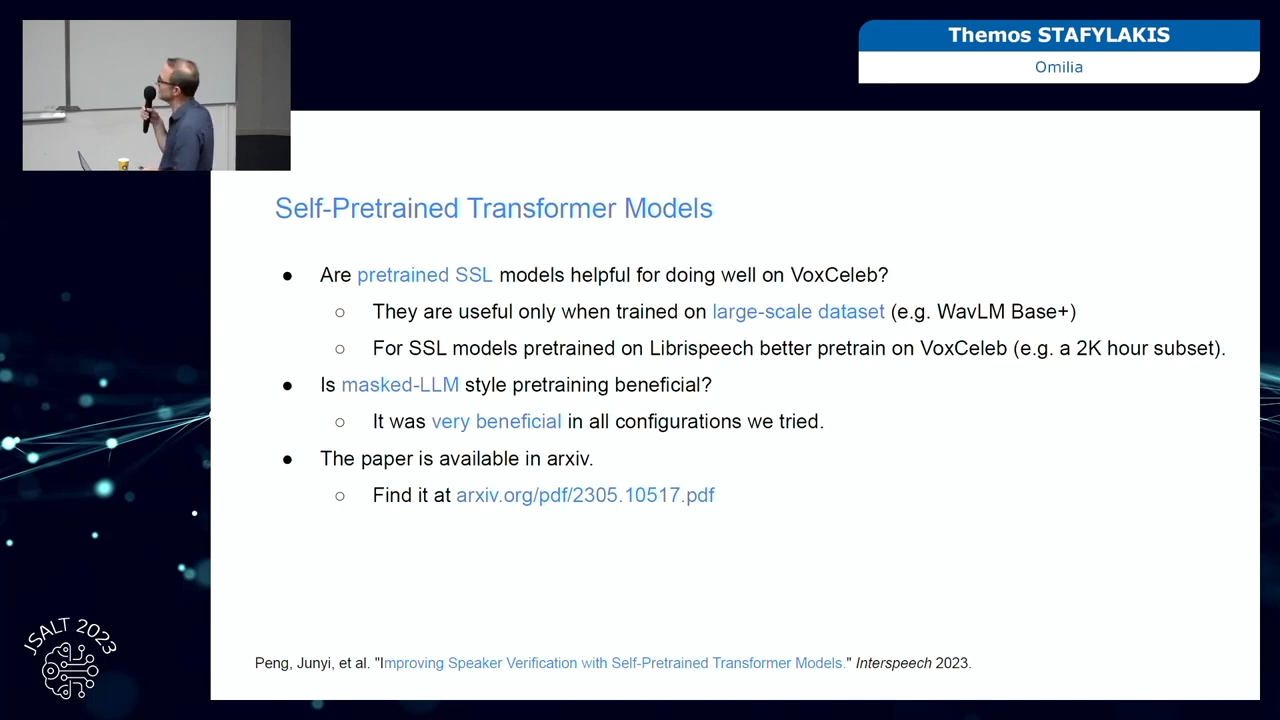 Themos STAFYLAKIS
Omilia
Self-Pretrained Transformer Models
● Are pretrained SSL models helpful for doing well on VoxCeleb?
○ They are useful only when trained on large-scale dataset (e.g. WavLM Base+)
○ For SSL models pretrained on Librispeech better pretrain on VoxCeleb (e.g. a 2K hour subset).
● Is masked-LLM style pretraining beneficial?
○ It was very beneficial in all configurations we tried.
● The paper is available in arxiv.
○ Find it at arxiv.org/pdf/2305.10517.pdf
JSALT 2023
Peng, Junyi, et al. "Improving Speaker Verification with Self-Pretrained Transformer Models." Interspeech 2023.